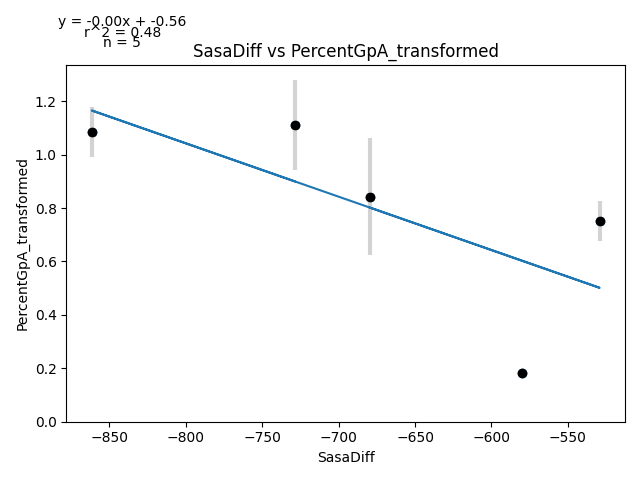 y = -0.00x + -0.56
r^2 = 0.48
n = 5
SasaDiff vs PercentGpA_transformed
PercentGpA_transformed
1.2
1.0
0.8
0.6
0.4
0.2
0.0
−850 −800 −750 −700 −650 −600 −550
SasaDiff